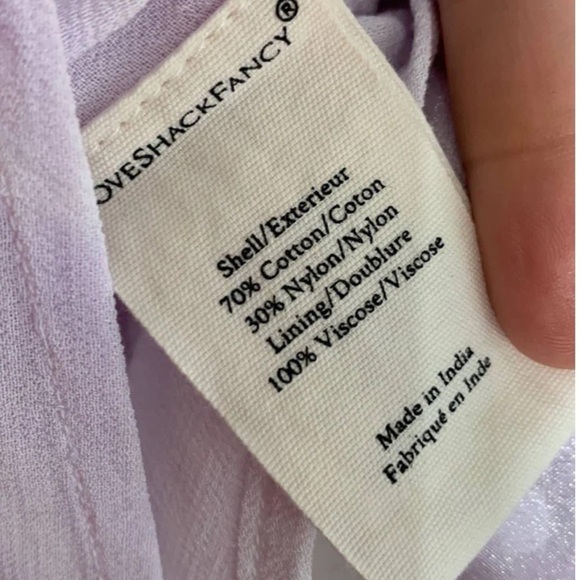 OVESHACKFANCY®
Shell/Exterieur
70% Cotton/Coton
30% Nylon/Nylon
Lining/Doublure
100% Viscose/Viscose
Made in India
Fabriqué en Inde